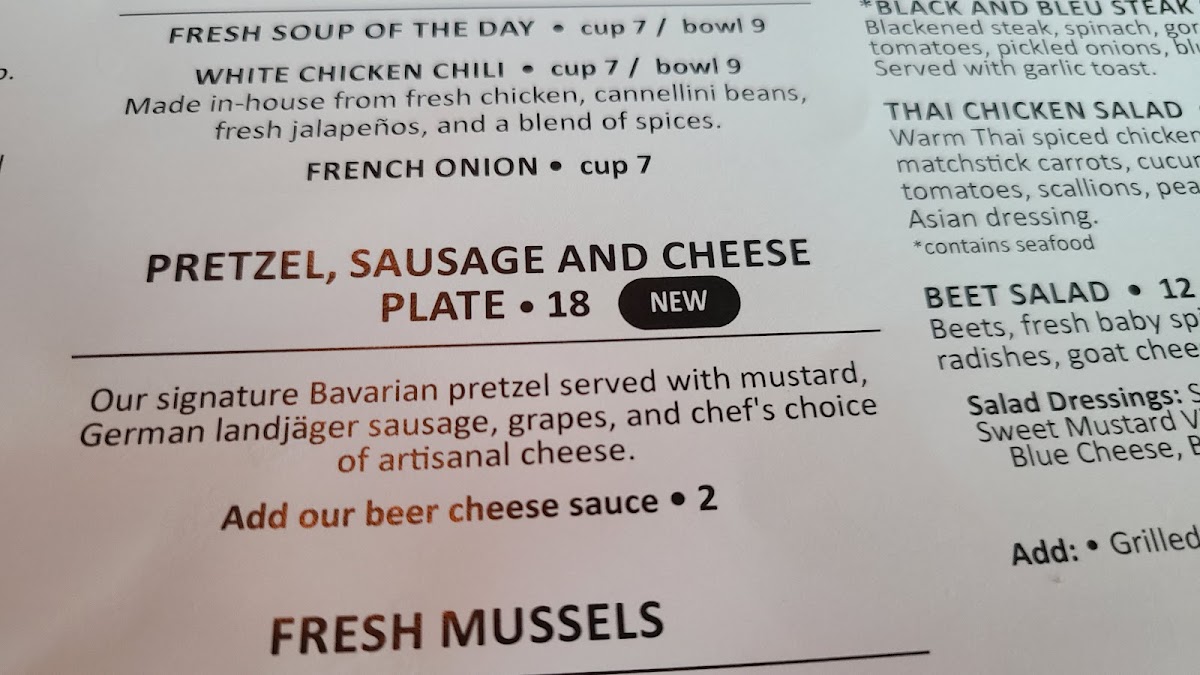 FRESH SOUP OF THE DAY • cup 7 / bowl 9
WHITE CHICKEN CHILI • cup 7 / bowl 9
Made in-house from fresh chicken, cannellini beans,
fresh jalapeños, and a blend of spices.
FRENCH ONION • cup 7
PRETZEL, SAUSAGE AND CHEESE
PLATE • 18 NEW
Our signature Bavarian pretzel served with mustard,
German landjäger sausage, grapes, and chef's choice
of artisanal cheese.
Add our beer cheese sauce • 2
FRESH MUSSELS
*BLACK AND BLEU STEAK
Blackened steak, spinach,
tomatoes, pickled onions,
Served with garlic toast.
THAI CHICKEN SALAD
Warm Thai spiced chicken
matchstick carrots,
tomatoes, scallions,
Asian dressing.
*contains seafood
BEET SALAD • 12
Beets, fresh baby
radishes, goat
Salad Dressings:
Sweet Mustard
Blue Cheese,
Add: • Grilled